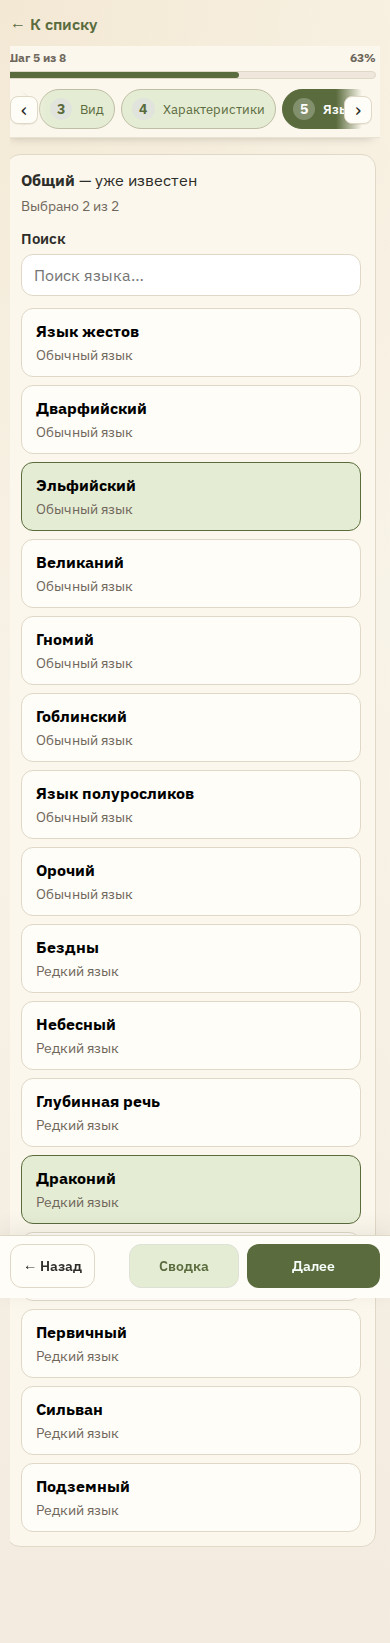 ← К списку
Шаг 5 из 8
63%
‹
3 Вид
4 Характеристики
5 Язы
›
Общий — уже известен
Выбрано 2 из 2
Поиск
Поиск языка...
Язык жестов
Обычный язык
Дварфийский
Обычный язык
Эльфийский
Обычный язык
Великаний
Обычный язык
Гномий
Обычный язык
Гоблинский
Обычный язык
Язык полуросликов
Обычный язык
Орочий
Обычный язык
Бездны
Редкий язык
Небесный
Редкий язык
Глубинная речь
Редкий язык
Драконий
Редкий язык
← Назад
Сводка
Далее
Первичный
Редкий язык
Сильван
Редкий язык
Подземный
Редкий язык